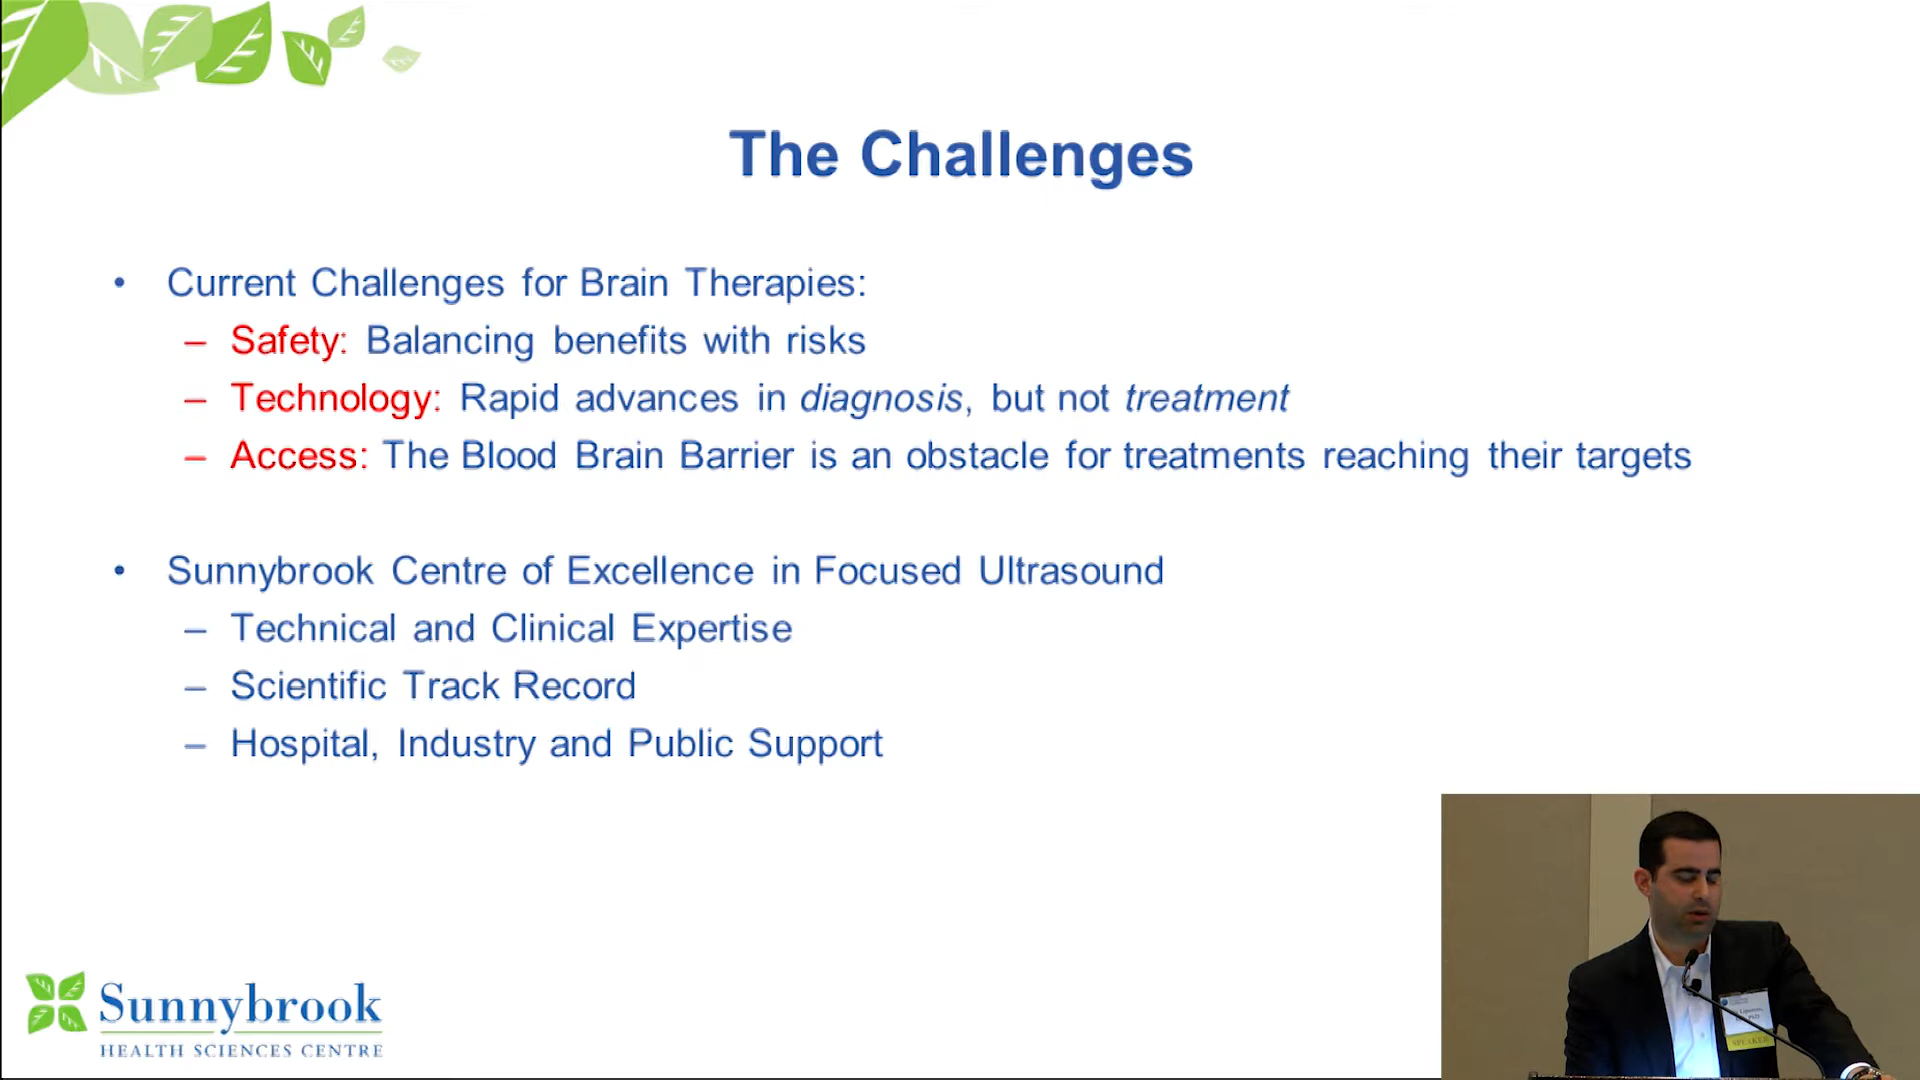 The Challenges
• Current Challenges for Brain Therapies:
– Safety: Balancing benefits with risks
– Technology: Rapid advances in diagnosis, but not treatment
– Access: The Blood Brain Barrier is an obstacle for treatments reaching their targets
• Sunnybrook Centre of Excellence in Focused Ultrasound
– Technical and Clinical Expertise
– Scientific Track Record
– Hospital, Industry and Public Support
Sunnybrook
HEALTH SCIENCES CENTRE
SPEAKER